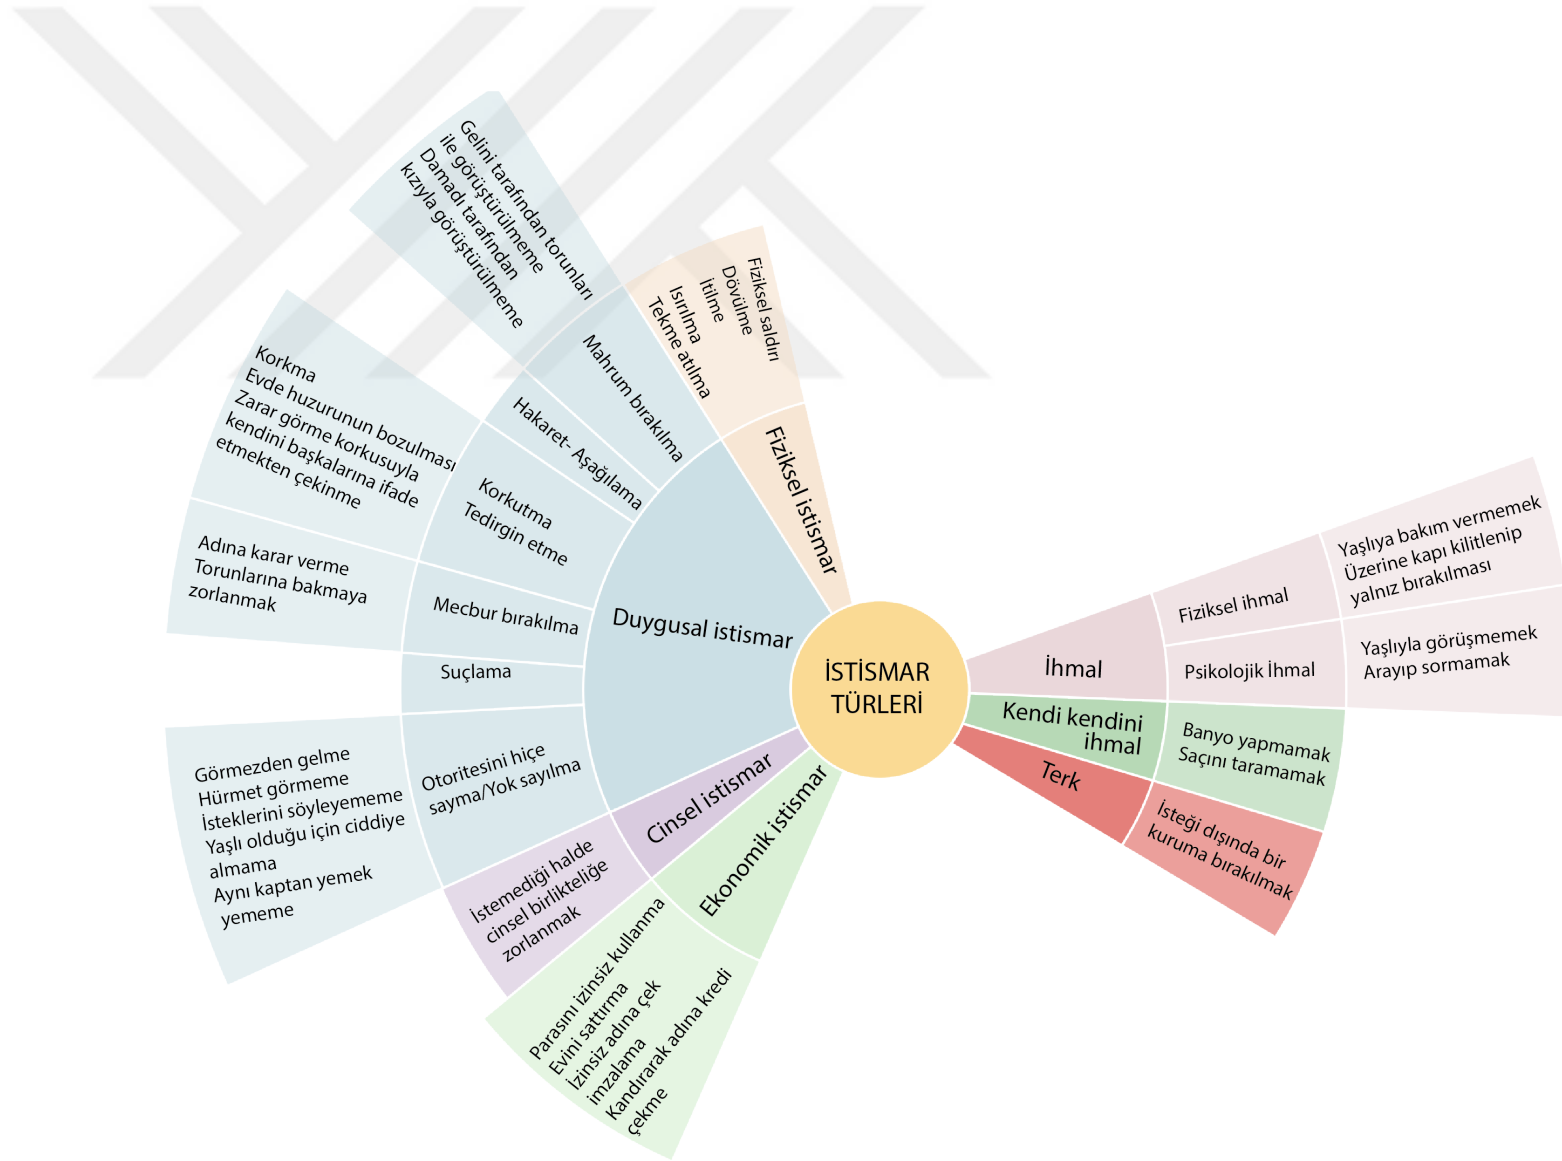 İSTİSMAR
TÜRLERİ
Fiziksel istismar
Fiziksel saldırı
Dövülme
itilme
Isırılma
Tekme atılma
Duygusal istismar
Mahrum bırakılma
Gelini tarafından torunları
ile görüştürülmeme
Damadı tarafından
kızıyla görüştürülmeme
Hakaret- Aşağılama
Korkutma
Tedirgin etme
Korkma
Evde huzurunun bozulması
Zarar görme korkusuyla
kendini başkalarına ifade
etmekten çekinme
Mecbur bırakılma
Adına karar verme
Torunlarına bakmaya
zorlanmak
Suçlama
Otoritesini hiçe
sayma/Yok sayılma
Görmezden gelme
Hürmet görmeme
İsteklerini söyleyememe
Yaşlı olduğu için ciddiye
almama
Aynı kaptan yemek
yememe
Cinsel istismar
İstemediği halde
cinsel birlikteliğe
zorlanmak
Ekonomik istismar
Parasını izinsiz kullanma
Evini sattırma
İzinsiz adına çek
imzalama
Kandırarak adına kredi
çekme
İhmal
Fiziksel ihmal
Yaşlıya bakım vermemek
Üzerine kapı kilitlenip
yalnız bırakılması
Psikolojik İhmal
Yaşlıyla görüşmemek
Arayıp sormamak
Kendi kendini
ihmal
Banyo yapmamak
Saçını taramamak
Terk
İsteği dışında bir
kuruma bırakılmak